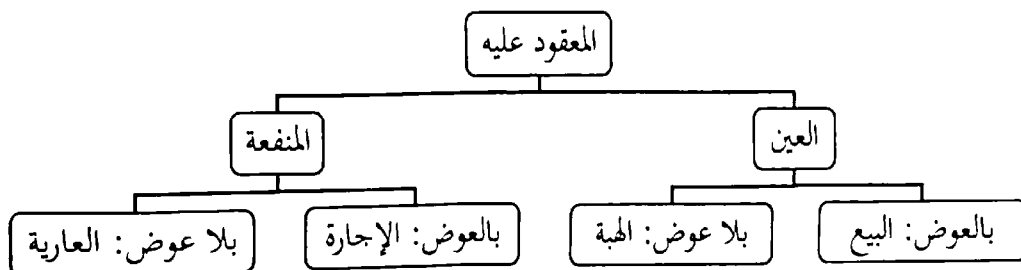 المعقود عليه
العين
المنفعة
بالعوض: البيع
بلا عوض: الهبة
بالعوض: الإجارة
بلا عوض: العارية